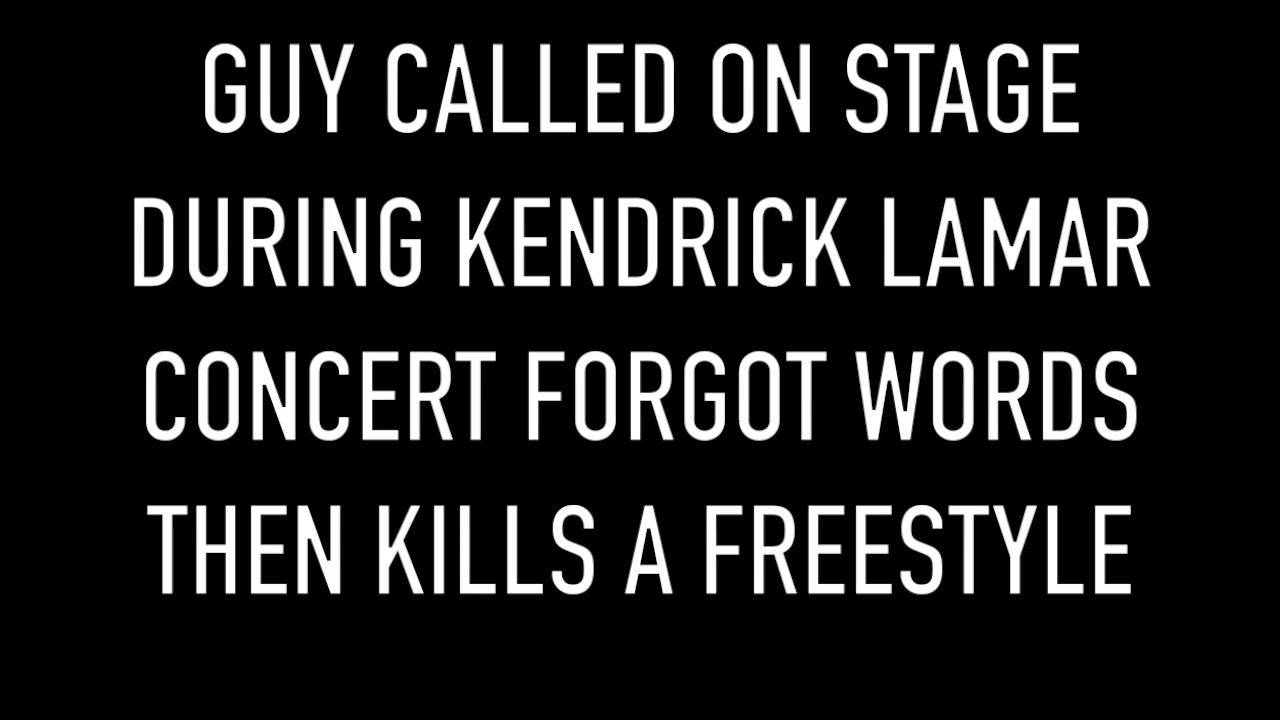 GUY CALLED ON STAGE
DURING KENDRICK LAMAR
CONCERT FORGOT WORDS
THEN KILLS A FREESTYLE